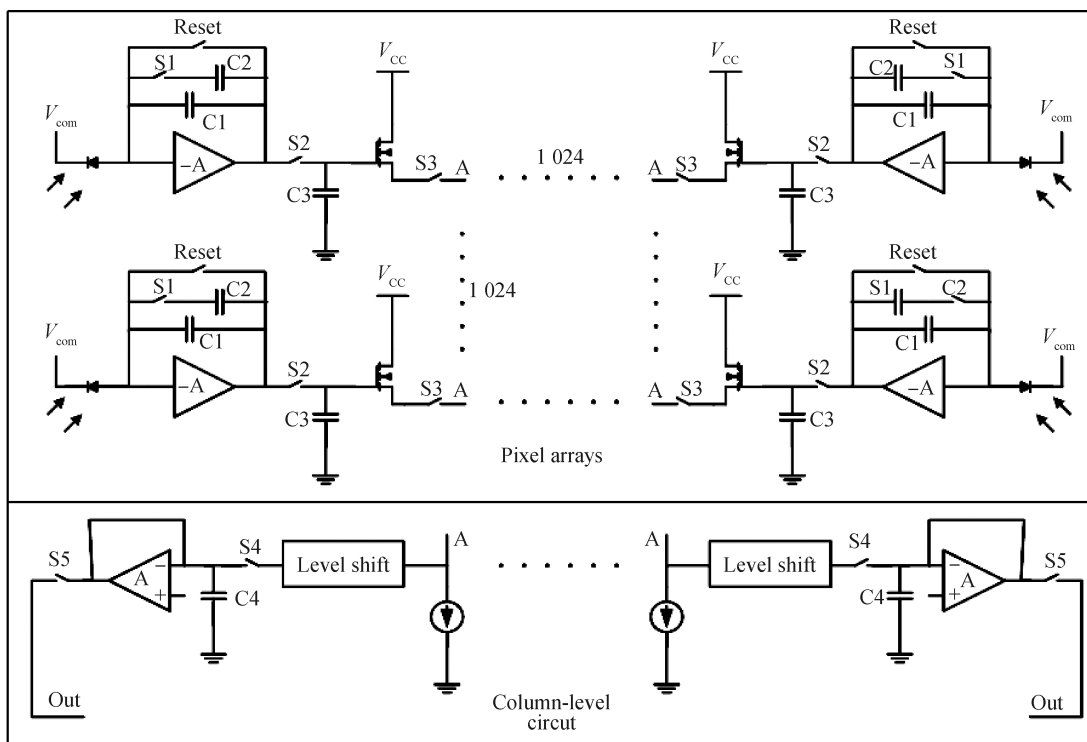 Reset
Reset
S1
C2
V_CC
V_CC
C2
S1
V_com
C1
C1
V_com
−A
S2
S3
A
1 024
A
S3
S2
−A
C3
C3
Reset
Reset
S1
C2
V_CC
1 024
V_CC
S1
C2
V_com
C1
C1
V_com
−A
S2
S3
A
A
S3
S2
−A
C3
C3
Pixel arrays
S5
A
−
+
S4
Level shift
A
A
Level shift
S4
−
+
A
S5
C4
C4
Out
Column-level
circut
Out